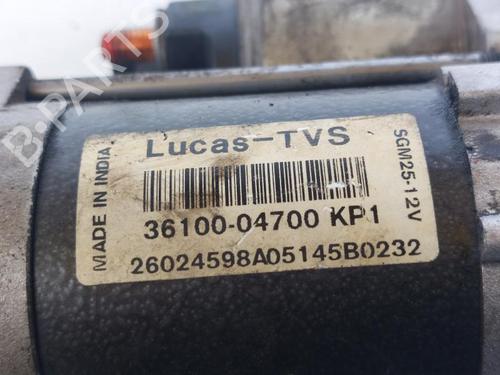 Lucas-TVS
MADE IN INDIA.
SGM25-12V
36100-04700 KP1
26024598A05145B0232
B-PARTS